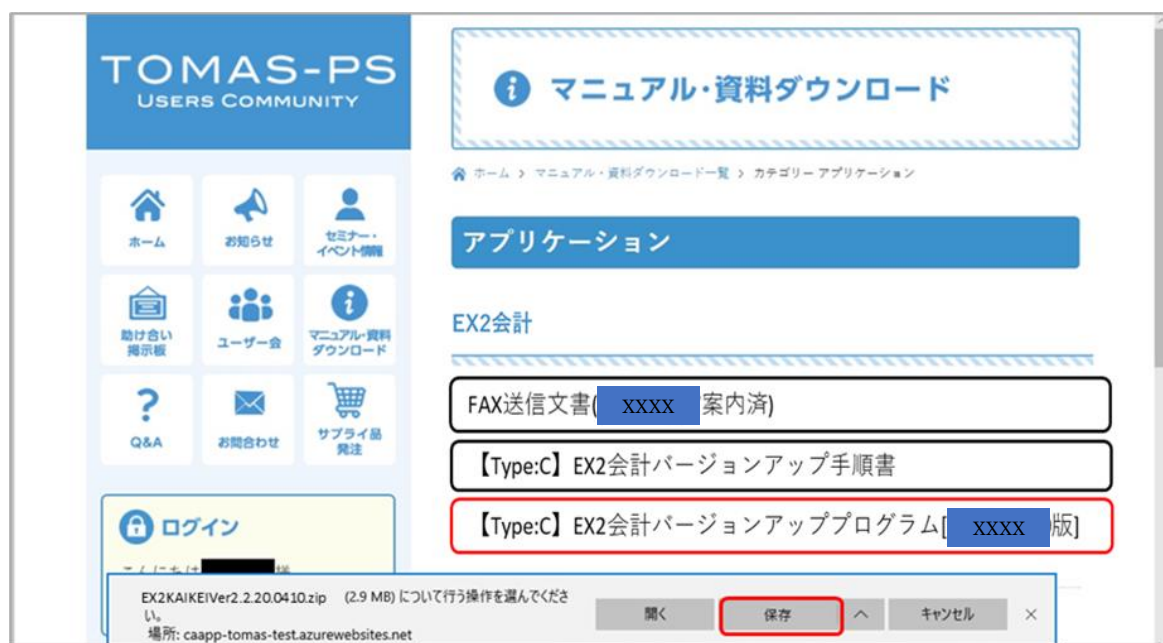 TOMAS-PS
USERS COMMUNITY
ホーム
お知らせ
セミナー・
イベント情報
助け合い
掲示板
ユーザー会
マニュアル・資料
ダウンロード
Q&A
お問合わせ
サプライ品
発注
ログイン
こんにちは 様
マニュアル・資料ダウンロード
ホーム > マニュアル・資料ダウンロード一覧 > カテゴリー アプリケーション
アプリケーション
EX2会計
FAX送信文書( XXXX 案内済)
【Type:C】EX2会計バージョンアップ手順書
【Type:C】EX2会計バージョンアッププログラム[ XXXX 版]
EX2KAIKEIVer2.2.20.0410.zip (2.9 MB) について行う操作を選んでくださ
い。
場所: caapp-tomas-test.azurewebsites.net
開く
保存
キャンセル